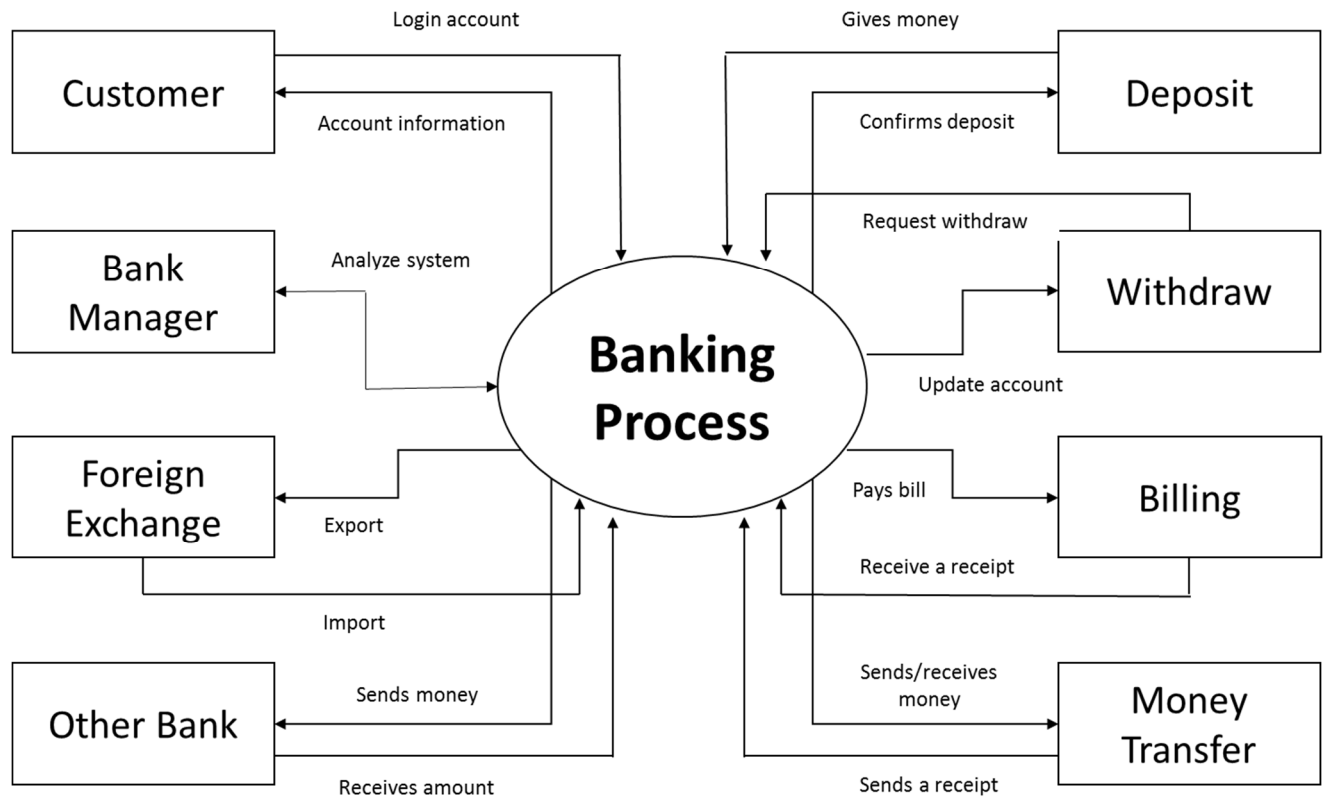 Login account
Gives money
Customer
Deposit
Account information
Confirms deposit
Request withdraw
Bank
Manager
Analyze system
Withdraw
Banking
Process
Update account
Foreign
Exchange
Pays bill
Billing
Export
Receive a receipt
Import
Other Bank
Sends money
Sends/receives
money
Money
Transfer
Receives amount
Sends a receipt